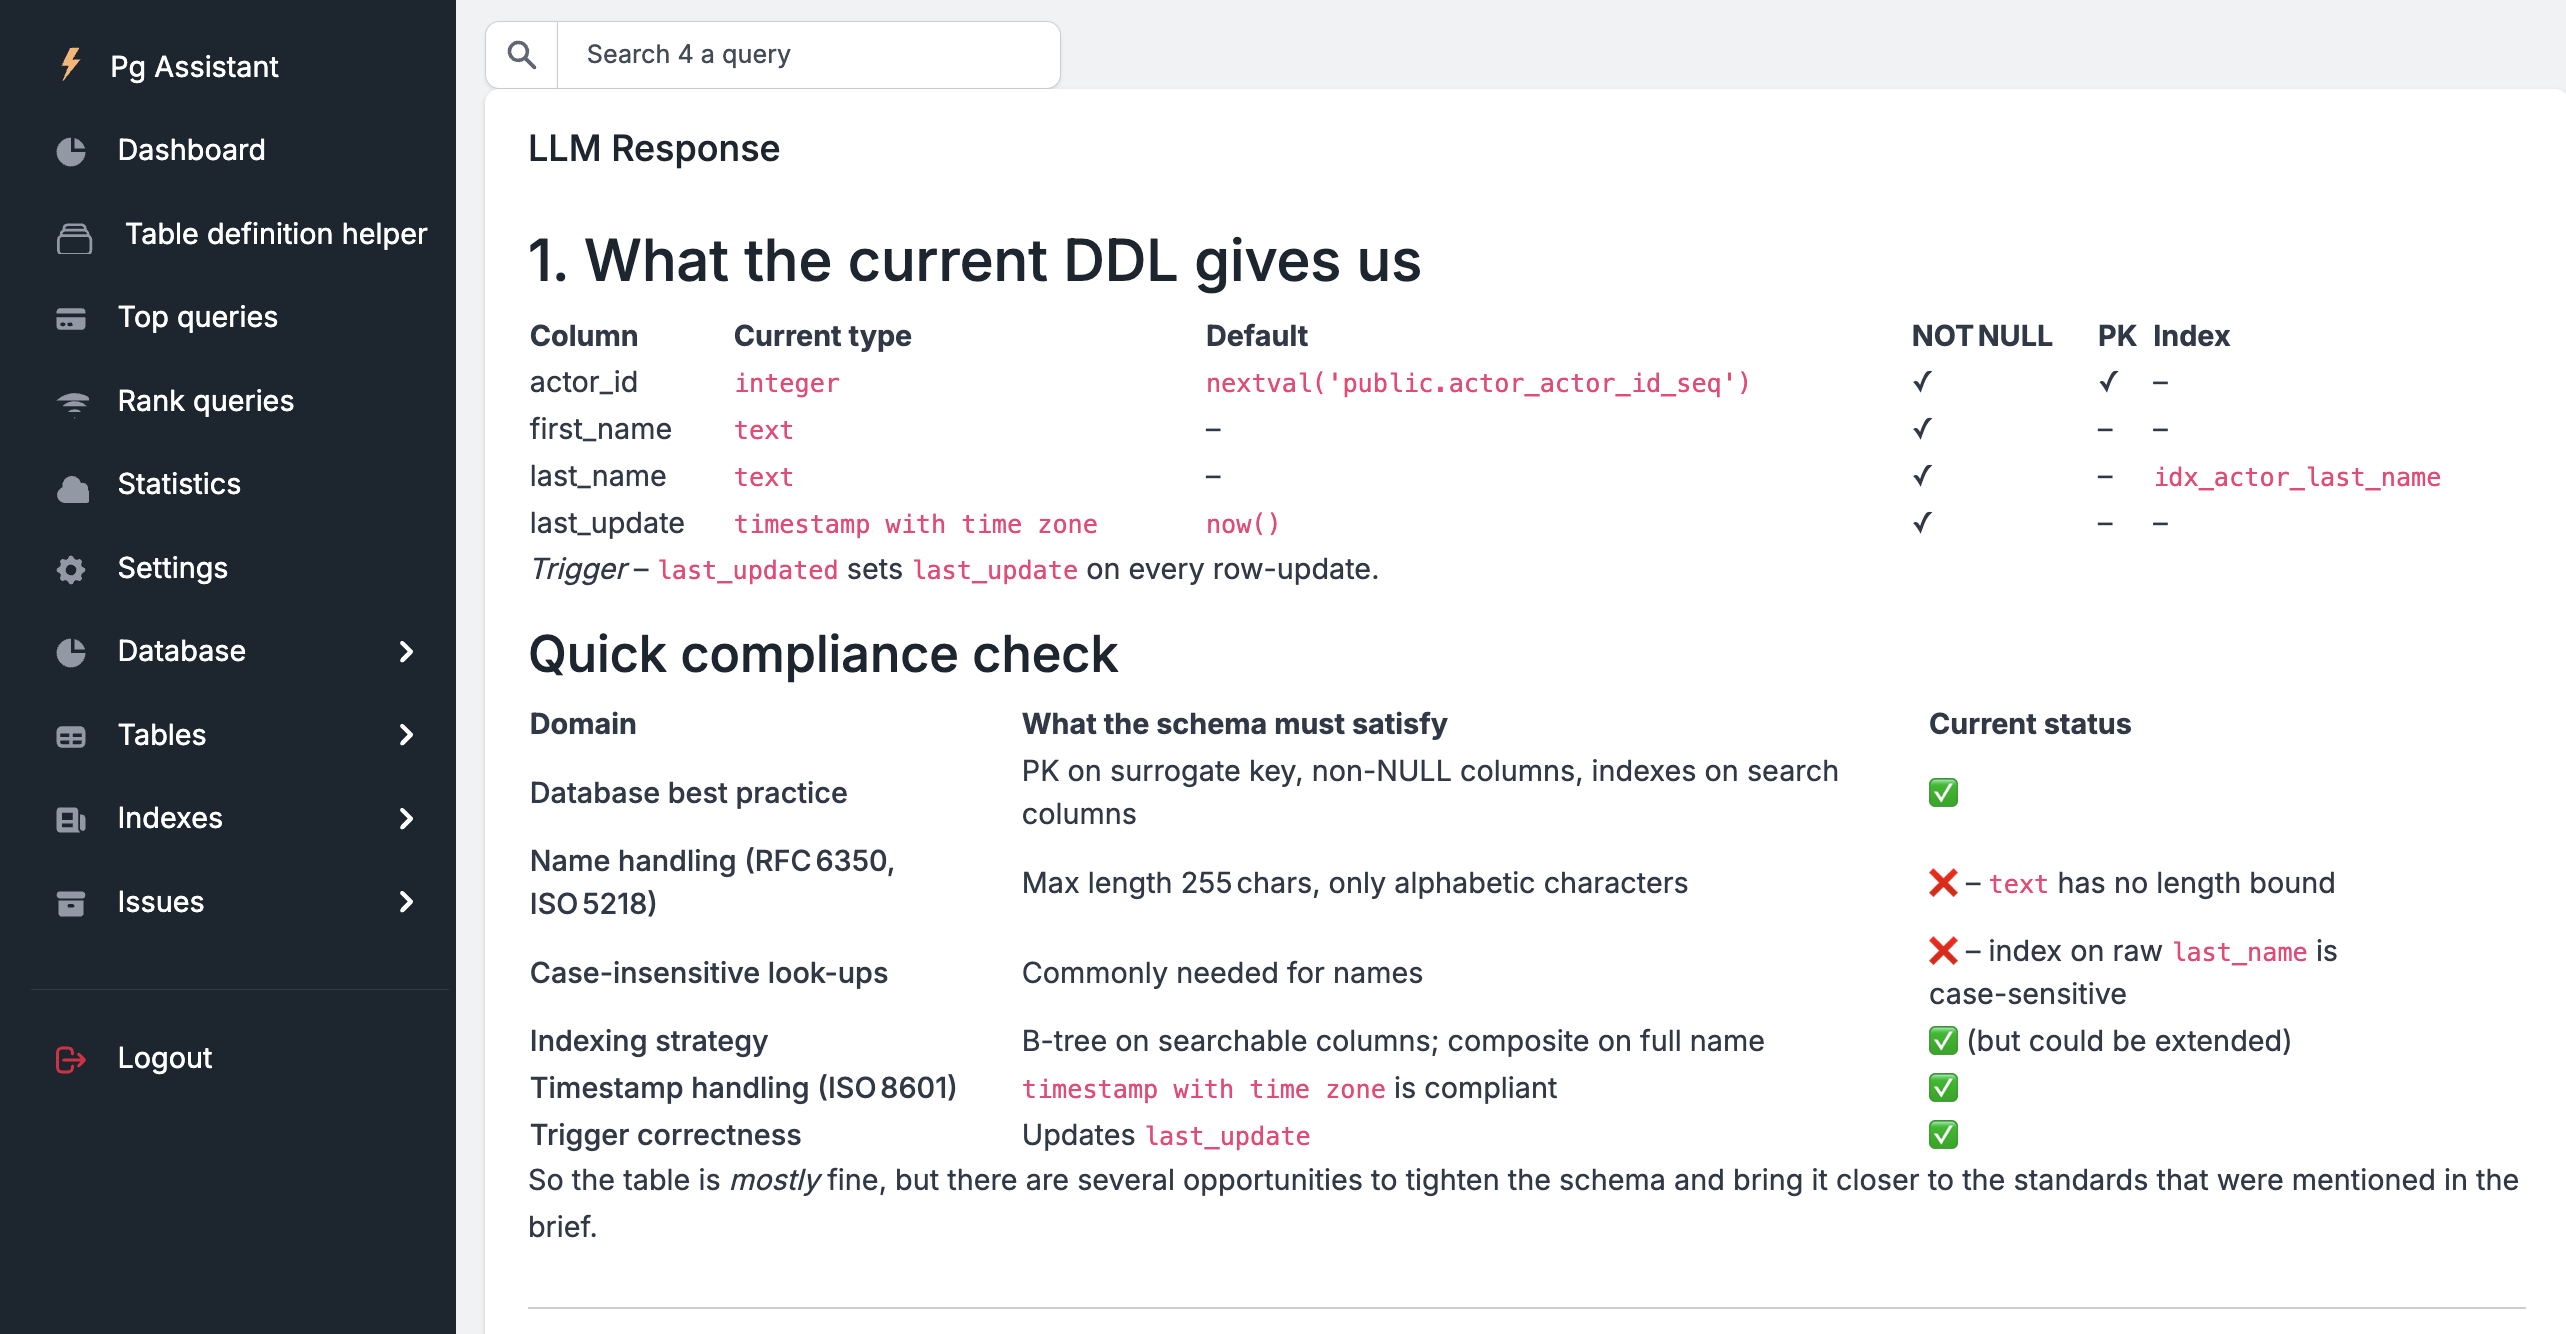 Pg Assistant
Dashboard
Table definition helper
Top queries
Rank queries
Statistics
Settings
Database
Tables
Indexes
Issues
Logout
Search 4 a query
LLM Response
1. What the current DDL gives us
Column Current type Default NOT NULL PK Index
actor_id integer nextval('public.actor_actor_id_seq') ✓ ✓ –
first_name text – ✓ – –
last_name text – ✓ – idx_actor_last_name
last_update timestamp with time zone now() ✓ – –
Trigger – last_updated sets last_update on every row-update.
Quick compliance check
Domain What the schema must satisfy Current status
Database best practice PK on surrogate key, non-NULL columns, indexes on search
columns ✅
Name handling (RFC 6350,
ISO 5218) Max length 255 chars, only alphabetic characters ❌ – text has no length bound
Case-insensitive look-ups Commonly needed for names ❌ – index on raw last_name is
case-sensitive
Indexing strategy B-tree on searchable columns; composite on full name ✅ (but could be extended)
Timestamp handling (ISO 8601) timestamp with time zone is compliant ✅
Trigger correctness Updates last_update ✅
So the table is mostly fine, but there are several opportunities to tighten the schema and bring it closer to the standards that were mentioned in the
brief.